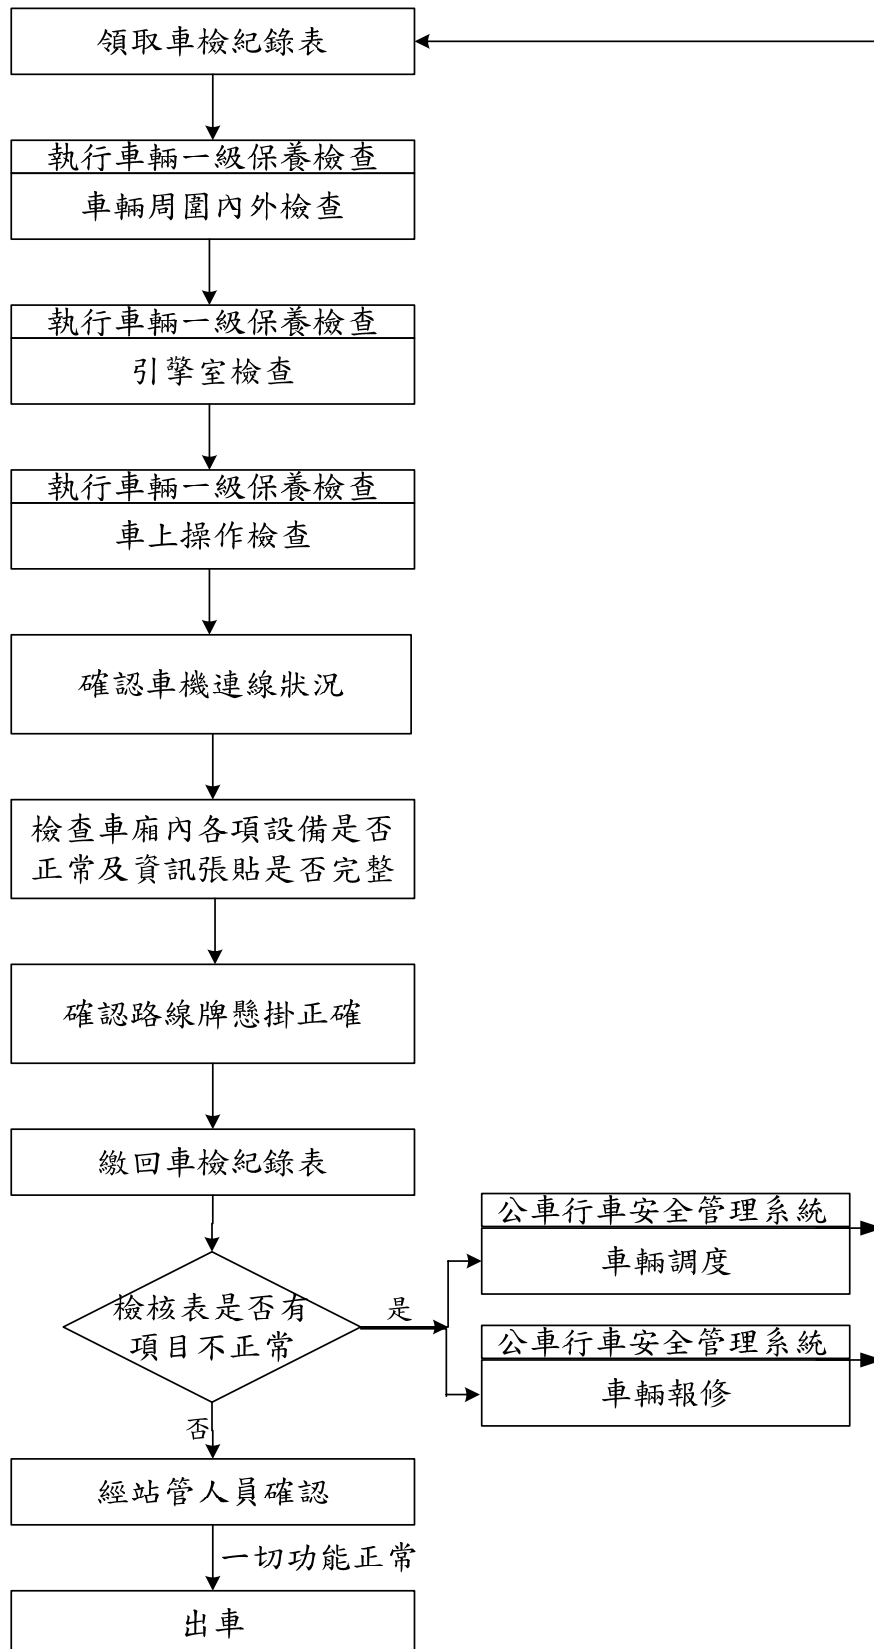 領取車檢紀錄表
執行車輛一級保養檢查
車輛周圍內外檢查
執行車輛一級保養檢查
引擎室檢查
執行車輛一級保養檢查
車上操作檢查
確認車機連線狀況
檢查車廂內各項設備是否
正常及資訊張貼是否完整
確認路線牌懸掛正確
繳回車檢紀錄表
檢核表是否有
項目不正常
是
公車行車安全管理系統
車輛調度
公車行車安全管理系統
車輛報修
否
經站管人員確認
一切功能正常
出車